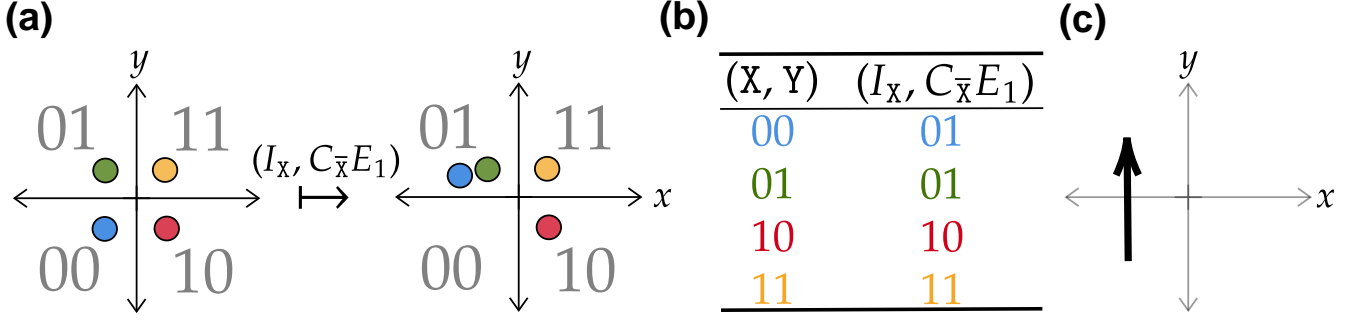 (a)
y
01 11
00 10
(I_X, C_X̅E_1)
y
01 11
x
00 10
(b)
(X, Y) (I_X, C_X̅E_1)
00 01
01 01
10 10
11 11
(c)
y
x